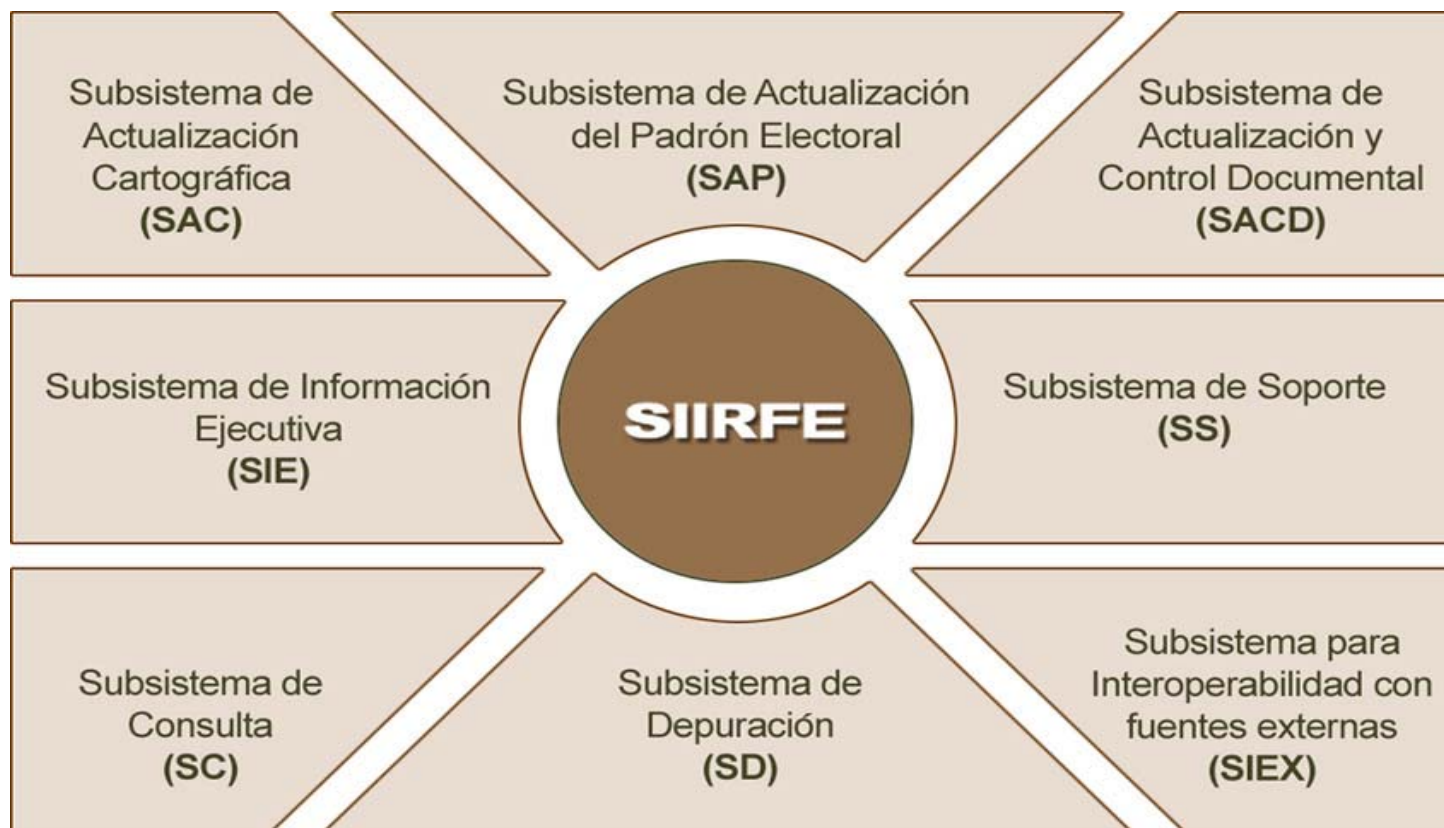 Subsistema de
Actualización
Cartográfica
(SAC)
Subsistema de Actualización
del Padrón Electoral
(SAP)
Subsistema de
Actualización y
Control Documental
(SACD)
Subsistema de Información
Ejecutiva
(SIE)
SIIRFE
Subsistema de Soporte
(SS)
Subsistema de
Consulta
(SC)
Subsistema de
Depuración
(SD)
Subsistema para
Interoperabilidad con
fuentes externas
(SIEX)